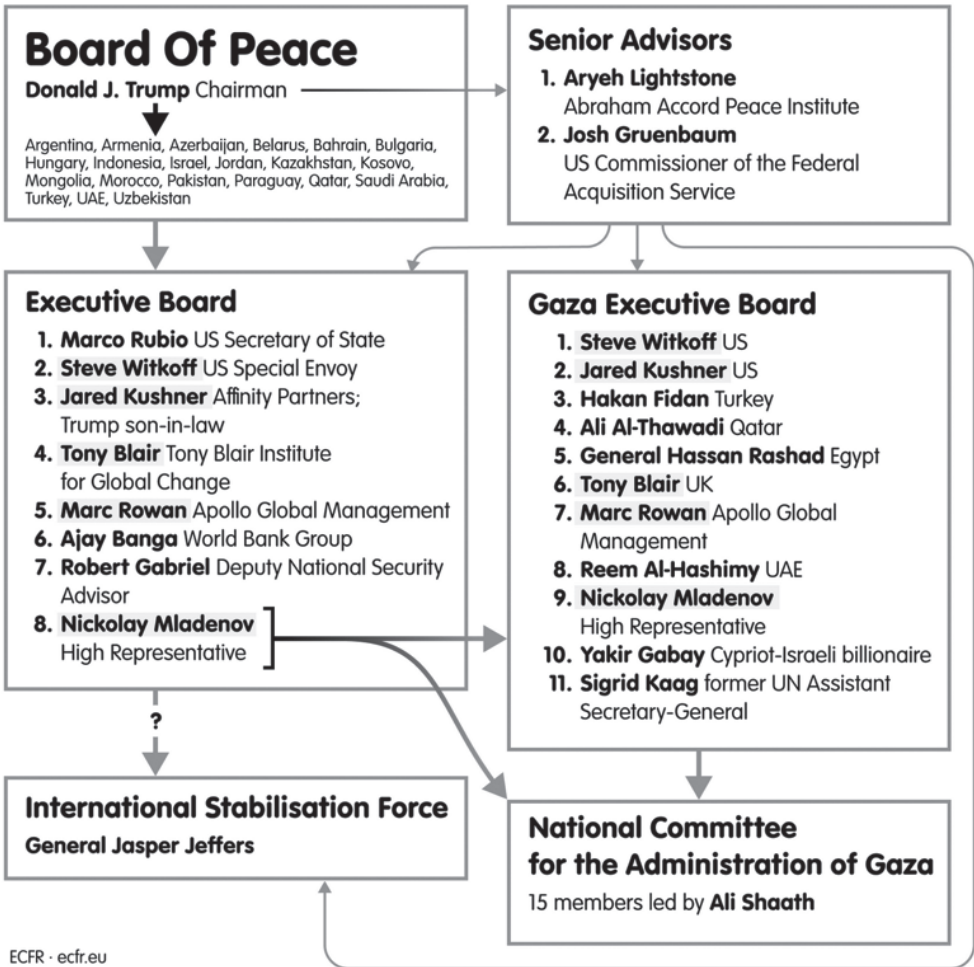 Board Of Peace
Donald J. Trump Chairman
Argentina, Armenia, Azerbaijan, Belarus, Bahrain, Bulgaria,
Hungary, Indonesia, Israel, Jordan, Kazakhstan, Kosovo,
Mongolia, Morocco, Pakistan, Paraguay, Qatar, Saudi Arabia,
Turkey, UAE, Uzbekistan
Senior Advisors
1. Aryeh Lightstone
Abraham Accord Peace Institute
2. Josh Gruenbaum
US Commissioner of the Federal
Acquisition Service
Executive Board
1. Marco Rubio US Secretary of State
2. Steve Witkoff US Special Envoy
3. Jared Kushner Affinity Partners;
Trump son-in-law
4. Tony Blair Tony Blair Institute
for Global Change
5. Marc Rowan Apollo Global Management
6. Ajay Banga World Bank Group
7. Robert Gabriel Deputy National Security
Advisor
8. Nickolay Mladenov
High Representative
Gaza Executive Board
1. Steve Witkoff US
2. Jared Kushner US
3. Hakan Fidan Turkey
4. Ali Al-Thawadi Qatar
5. General Hassan Rashad Egypt
6. Tony Blair UK
7. Marc Rowan Apollo Global
Management
8. Reem Al-Hashimy UAE
9. Nickolay Mladenov
High Representative
10. Yakir Gabay Cypriot-Israeli billionaire
11. Sigrid Kaag former UN Assistant
Secretary-General
?
International Stabilisation Force
General Jasper Jeffers
National Committee
for the Administration of Gaza
15 members led by Ali Shaath
ECFR · ecfr.eu